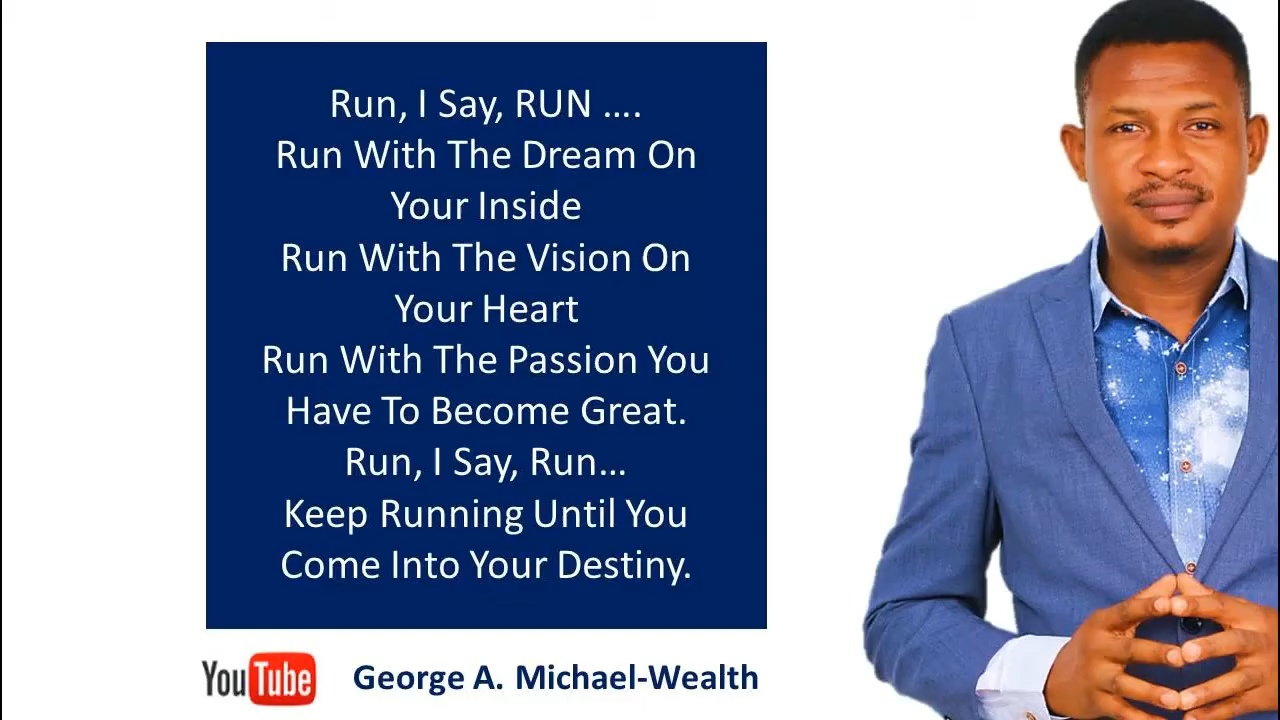 Run, I Say, RUN ....
Run With The Dream On
Your Inside
Run With The Vision On
Your Heart
Run With The Passion You
Have To Become Great.
Run, I Say, Run...
Keep Running Until You
Come Into Your Destiny.
YouTube George A. Michael-Wealth